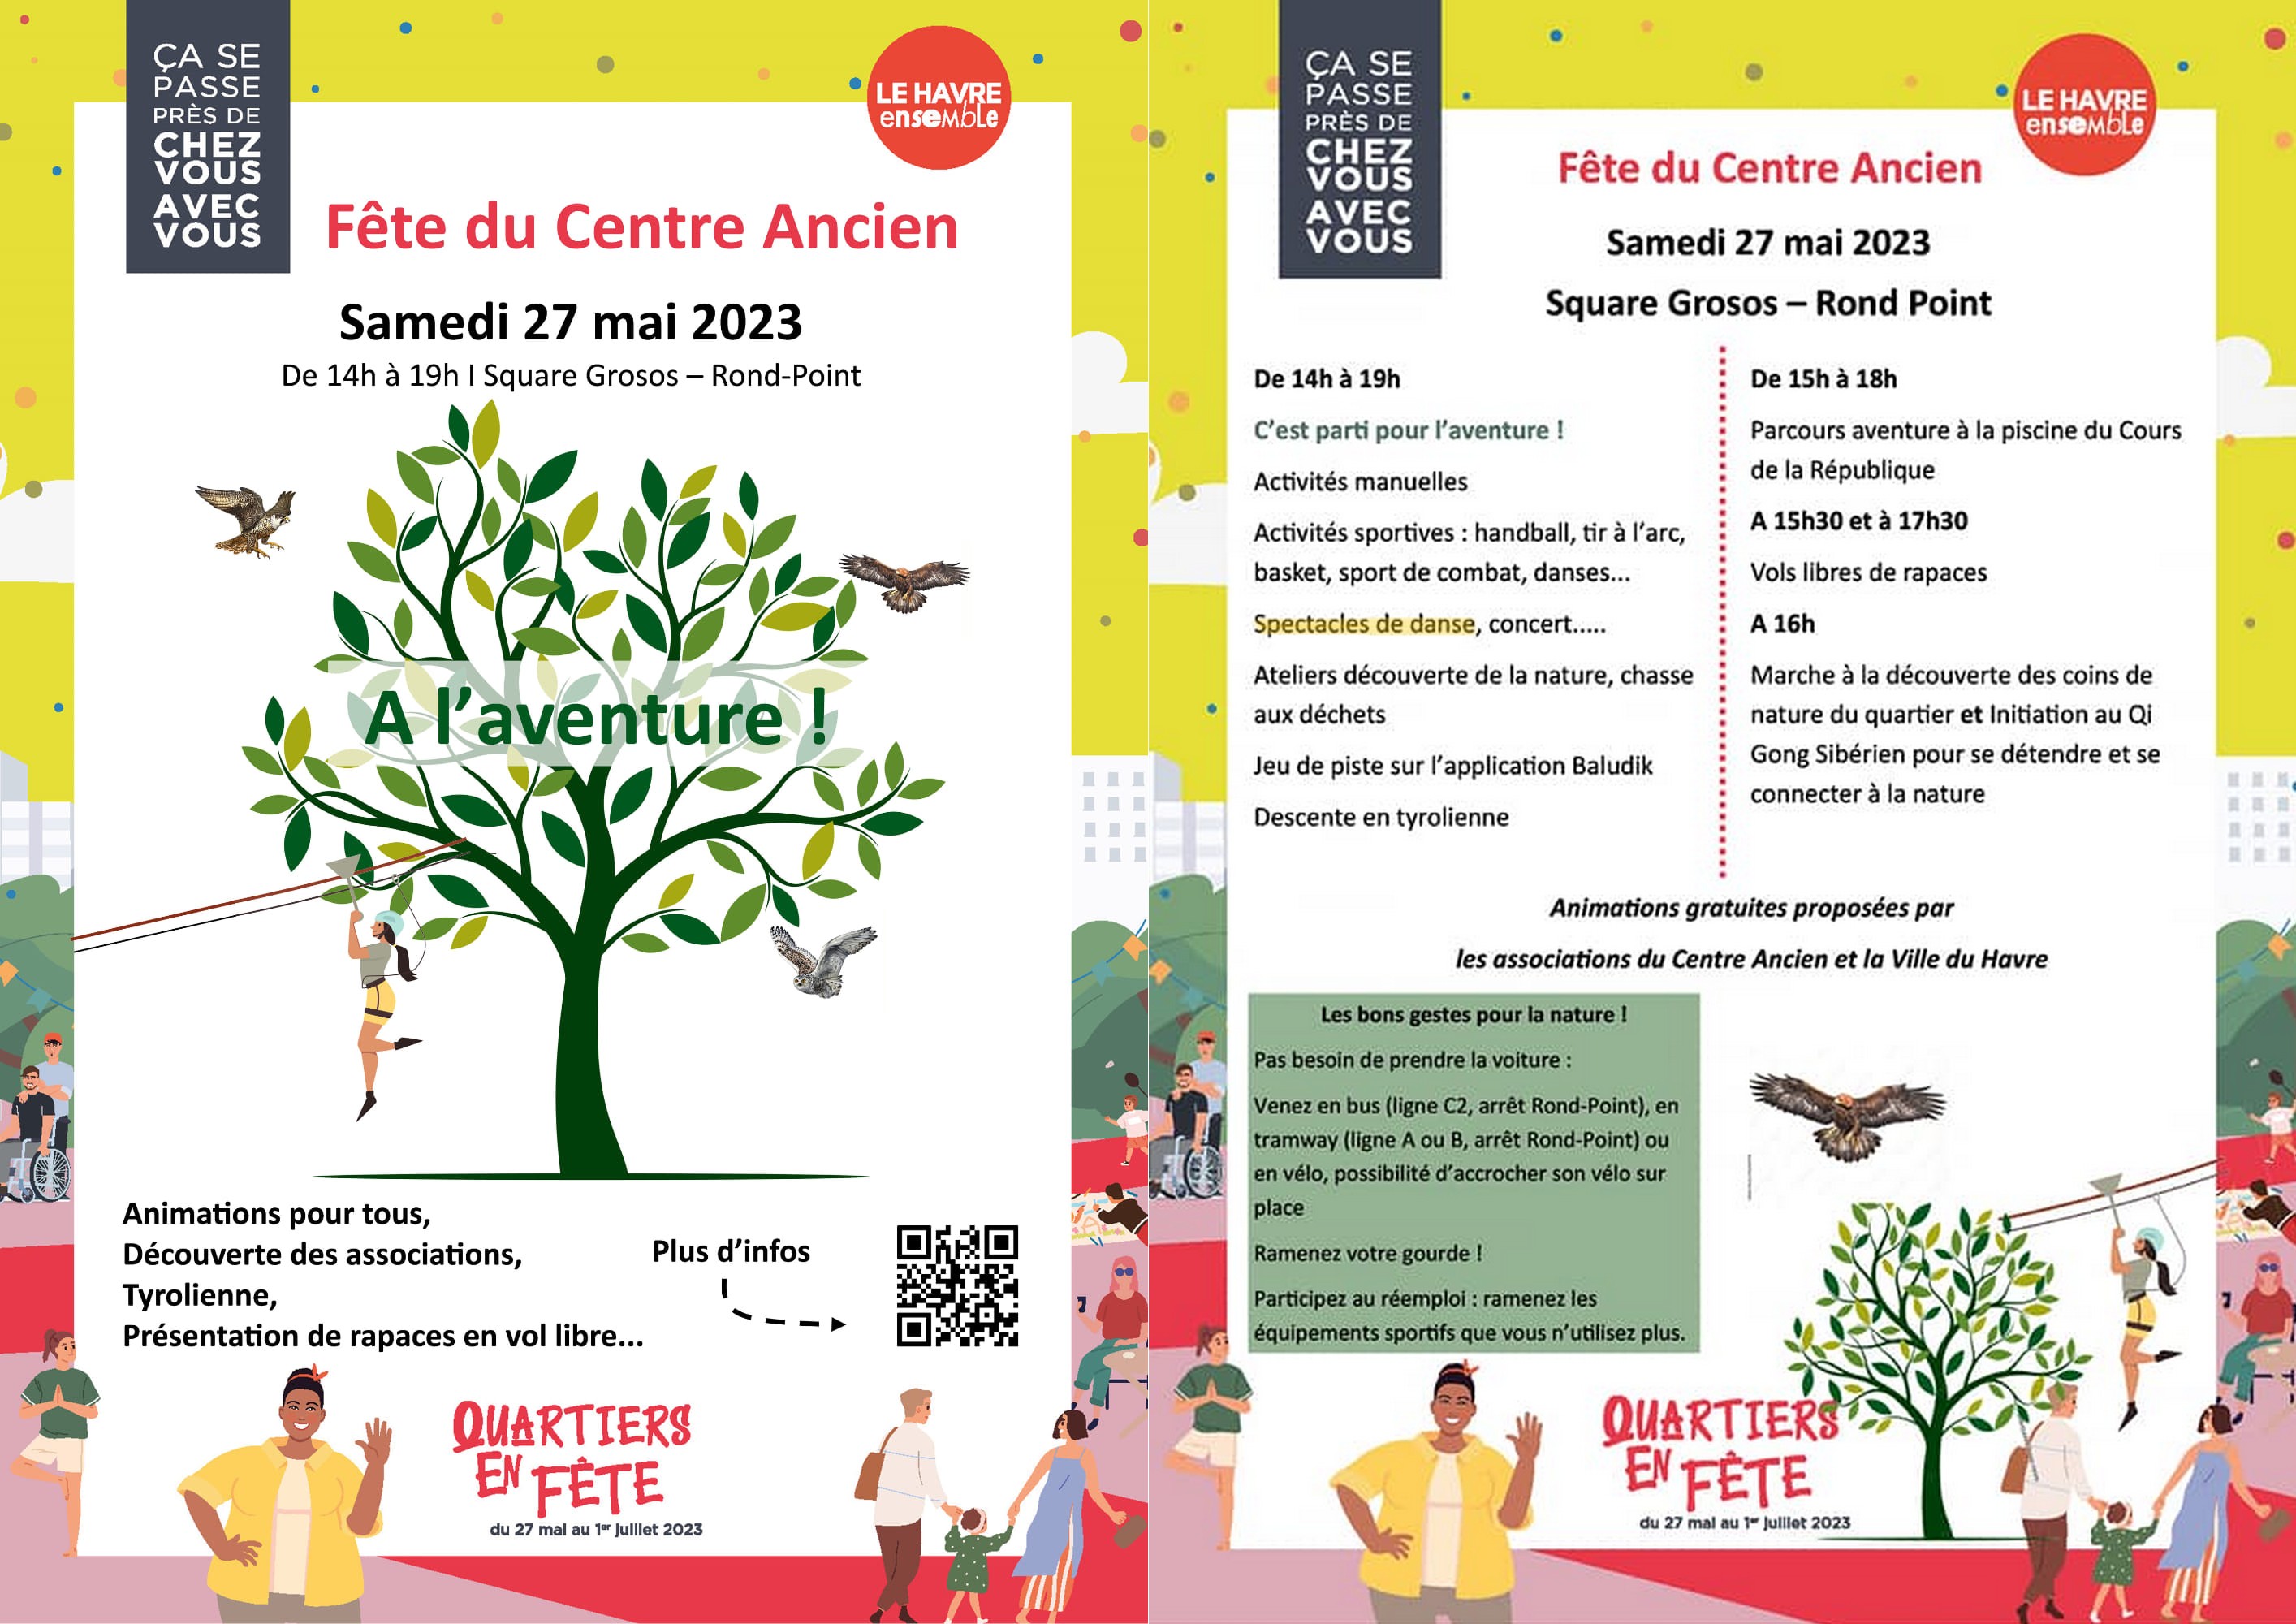 ÇA SE
PASSE
PRÈS DE
CHEZ
VOUS
AVEC
VOUS
LE HAVRE
ensemble
Fête du Centre Ancien
Samedi 27 mai 2023
De 14h à 19h I Square Grosos – Rond-Point
A l’aventure !
Animations pour tous,
Découverte des associations,
Tyrolienne,
Présentation de rapaces en vol libre...
Plus d’infos
QUARTIERS
EN FÊTE
du 27 mai au 1er juillet 2023
ÇA SE
PASSE
PRÈS DE
CHEZ
VOUS
AVEC
VOUS
LE HAVRE
ensemble
Fête du Centre Ancien
Samedi 27 mai 2023
Square Grosos – Rond Point
De 14h à 19h
C’est parti pour l’aventure !
Activités manuelles
Activités sportives : handball, tir à l’arc,
basket, sport de combat, danses...
Spectacles de danse, concert.....
Ateliers découverte de la nature, chasse
aux déchets
Jeu de piste sur l’application Baludik
Descente en tyrolienne
De 15h à 18h
Parcours aventure à la piscine du Cours
de la République
A 15h30 et à 17h30
Vols libres de rapaces
A 16h
Marche à la découverte des coins de
nature du quartier et Initiation au Qi
Gong Sibérien pour se détendre et se
connecter à la nature
Animations gratuites proposées par
les associations du Centre Ancien et la Ville du Havre
Les bons gestes pour la nature !
Pas besoin de prendre la voiture :
Venez en bus (ligne C2, arrêt Rond-Point), en
tramway (ligne A ou B, arrêt Rond-Point) ou
en vélo, possibilité d’accrocher son vélo sur
place
Ramenez votre gourde !
Participez au réemploi : ramenez les
équipements sportifs que vous n’utilisez plus.
QUARTIERS
EN FÊTE
du 27 mai au 1er juillet 2023